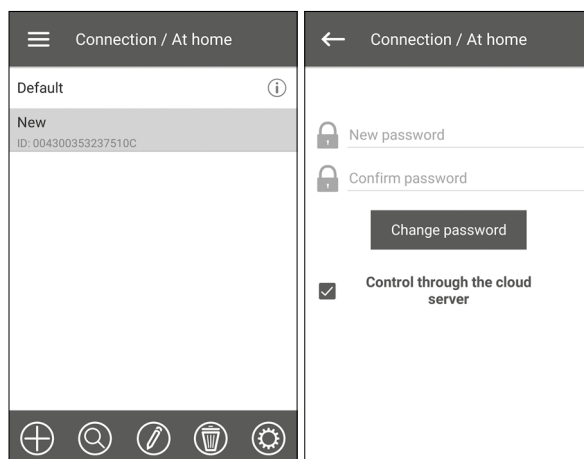 Connection / At home
Default
New
ID: 004300353237510C
Connection / At home
New password
Confirm password
Change password
Control through the cloud
server